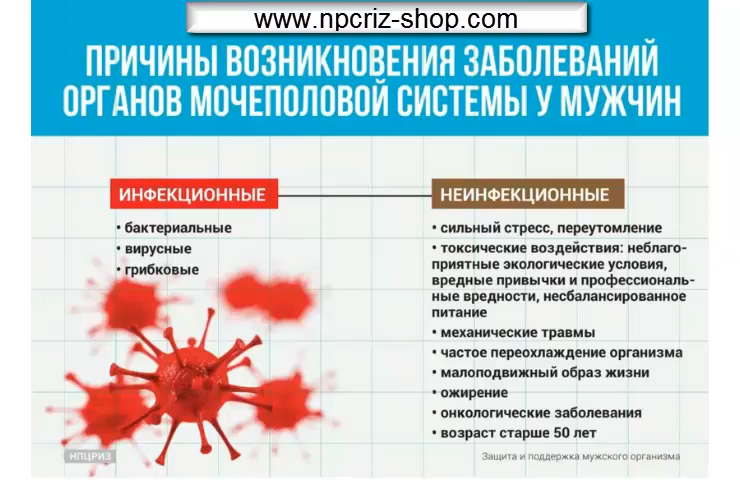 www.npcriz-shop.com
ПРИЧИНЫ ВОЗНИКНОВЕНИЯ ЗАБОЛЕВАНИЙ
ОРГАНОВ МОЧЕПОЛОВОЙ СИСТЕМЫ У МУЖЧИН
ИНФЕКЦИОННЫЕ
• бактериальные
• вирусные
• грибковые
НЕИНФЕКЦИОННЫЕ
• сильный стресс, переутомление
• токсические воздействия: неблаго-
приятные экологические условия,
вредные привычки и профессиональ-
ные вредности, несбалансированное
питание
• механические травмы
• частое переохлаждение организма
• малоподвижный образ жизни
• ожирение
• онкологические заболевания
• возраст старше 50 лет
НПЦРИЗ
Защита и поддержка мужского организма